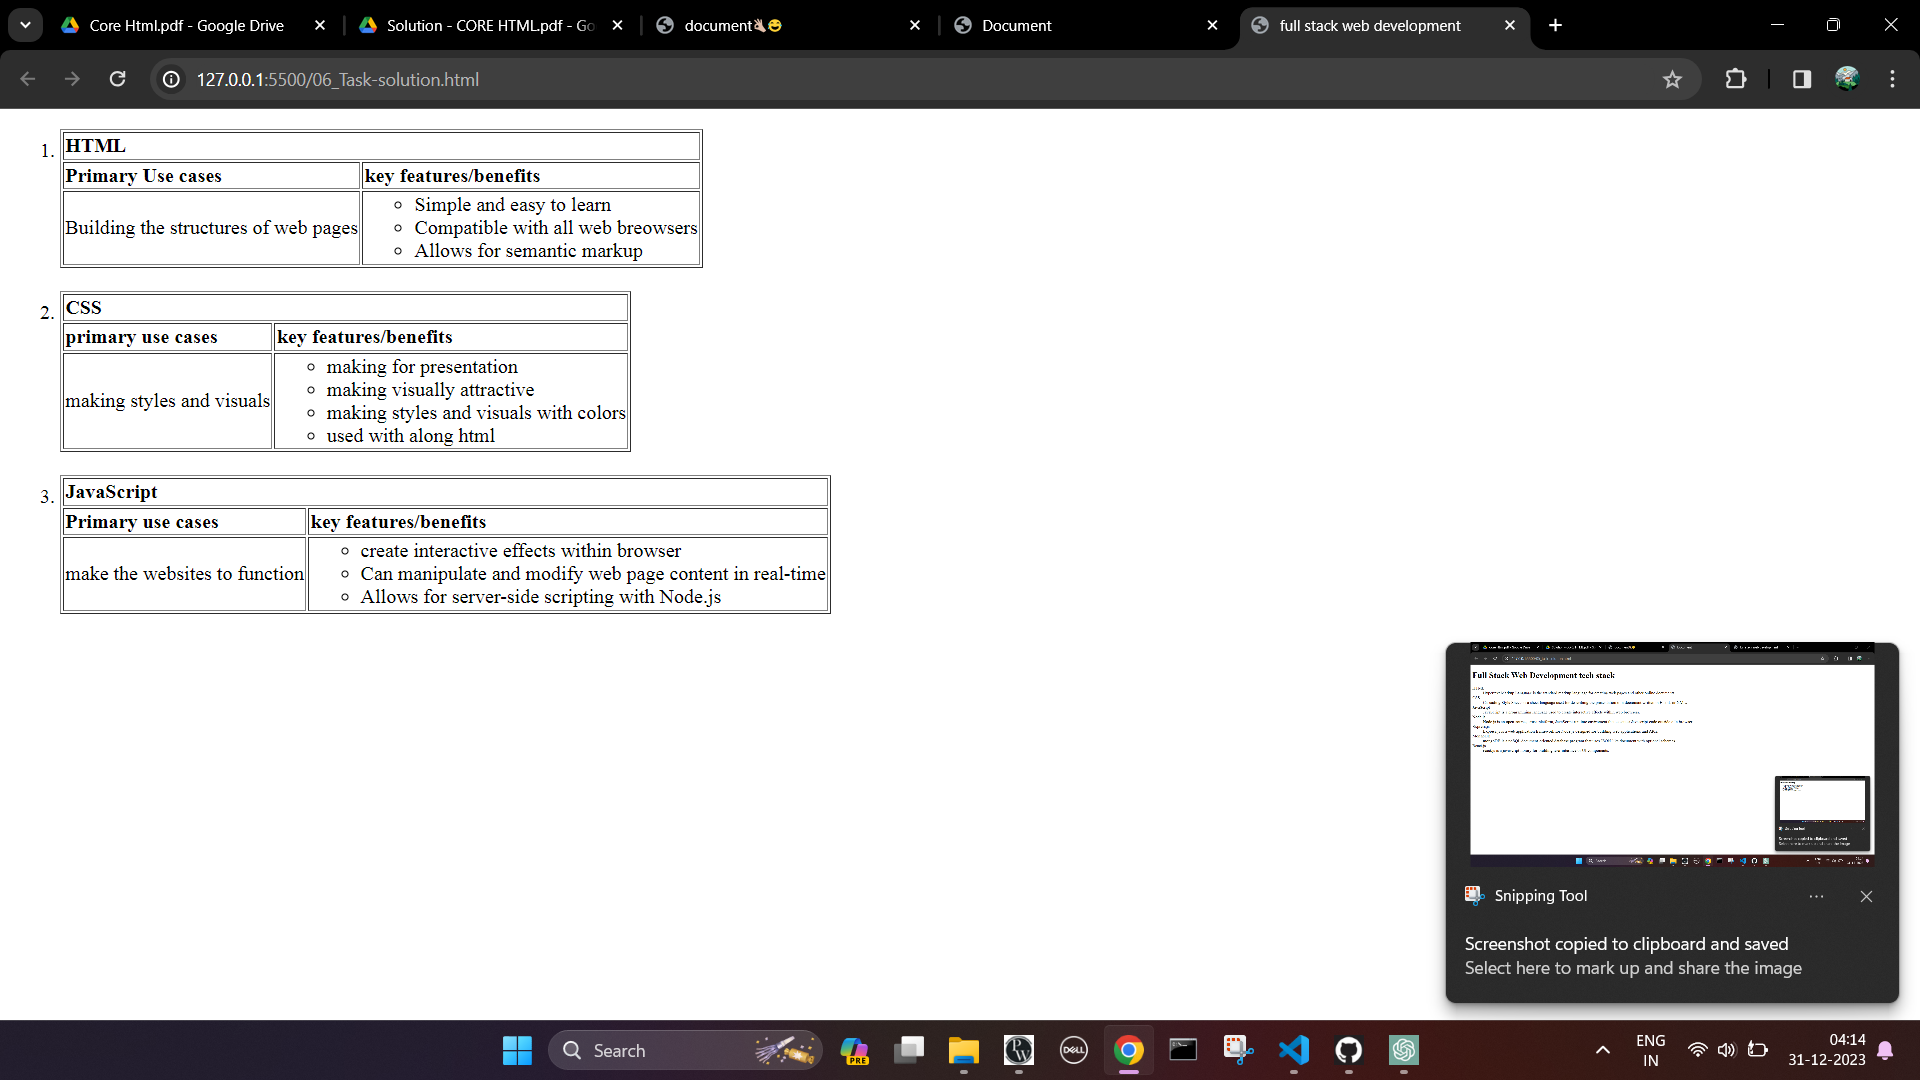 Core Html.pdf - Google Drive
Solution - CORE HTML.pdf - Go
document👌🏻😂
Document
full stack web development
127.0.0.1:5500/06_Task-solution.html
1. HTML
Primary Use cases key features/benefits
Building the structures of web pages
Simple and easy to learn
Compatible with all web breowsers
Allows for semantic markup
2. CSS
primary use cases key features/benefits
making styles and visuals
making for presentation
making visually attractive
making styles and visuals with colors
used with along html
3. JavaScript
Primary use cases key features/benefits
make the websites to function
create interactive effects within browser
Can manipulate and modify web page content in real-time
Allows for server-side scripting with Node.js
Full Stack Web Development tech stack
Snipping Tool
Screenshot copied to clipboard and saved
Select here to mark up and share the image
Search
PRE
PW
DELL
ENG
IN
04:14
31-12-2023